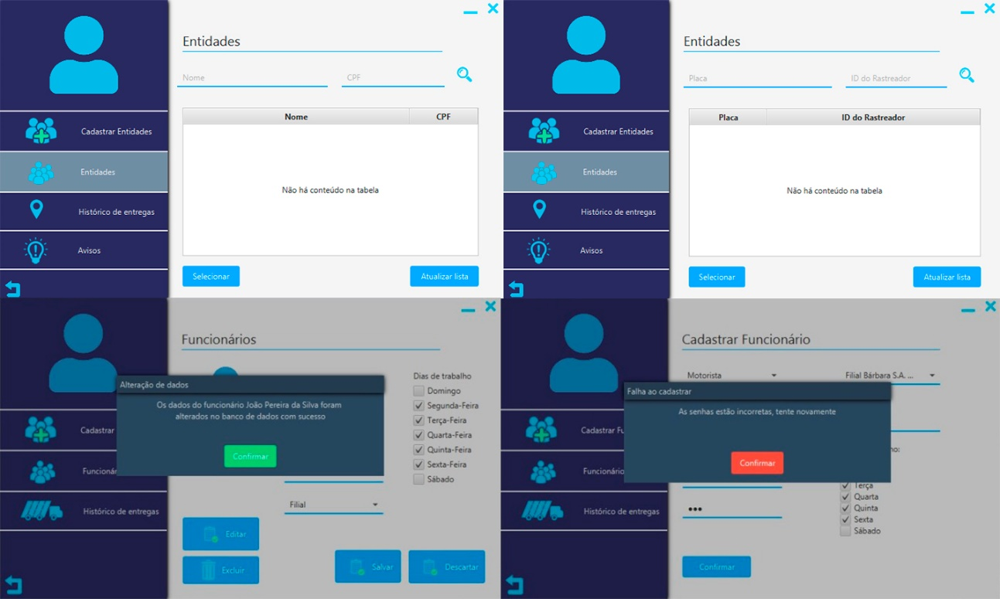 Entidades
Nome
CPF
Cadastrar Entidades
Entidades
Histórico de entregas
Avisos
Nome CPF
Não há conteúdo na tabela
Selecionar
Atualizar lista
Entidades
Placa
ID do Rastreador
Cadastrar Entidades
Entidades
Histórico de entregas
Avisos
Placa ID do Rastreador
Não há conteúdo na tabela
Selecionar
Atualizar lista
Funcionários
Cadastrar
Funcionár
Histórico de entregas
Alteração de dados
Os dados do funcionário João Pereira da Silva foram
alterados no banco de dados com sucesso
Confirmar
Dias de trabalho
Domingo
Segunda-Feira
Terça-Feira
Quarta-Feira
Quinta-Feira
Sexta-Feira
Sábado
Filial
Editar
Excluir
Salvar
Descartar
Cadastrar Funcionário
Motorista
Filial Bárbara S.A. ...
Cadastrar Fu
Funcionário
Histórico de entregas
Falha ao cadastrar
As senhas estão incorretas, tente novamente
Confirmar
ho:
Terça
Quarta
Quinta
Sexta
Sábado
•••
Confirmar